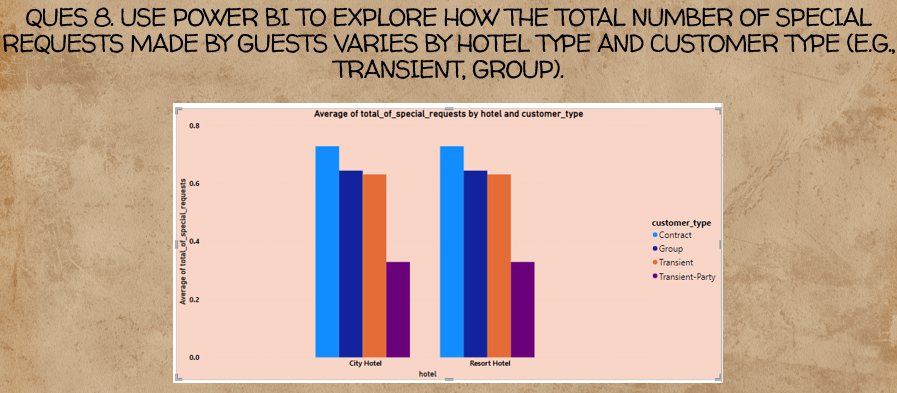 QUES 8. USE POWER BI TO EXPLORE HOW THE TOTAL NUMBER OF SPECIAL
REQUESTS MADE BY GUESTS VARIES BY HOTEL TYPE AND CUSTOMER TYPE (E.G.,
TRANSIENT, GROUP).
Average of total_of_special_requests by hotel and customer_type
Average of total_of_special_requests
0.8
0.6
0.4
0.2
0.0
City Hotel
Resort Hotel
hotel
customer_type
Contract
Group
Transient
Transient-Party